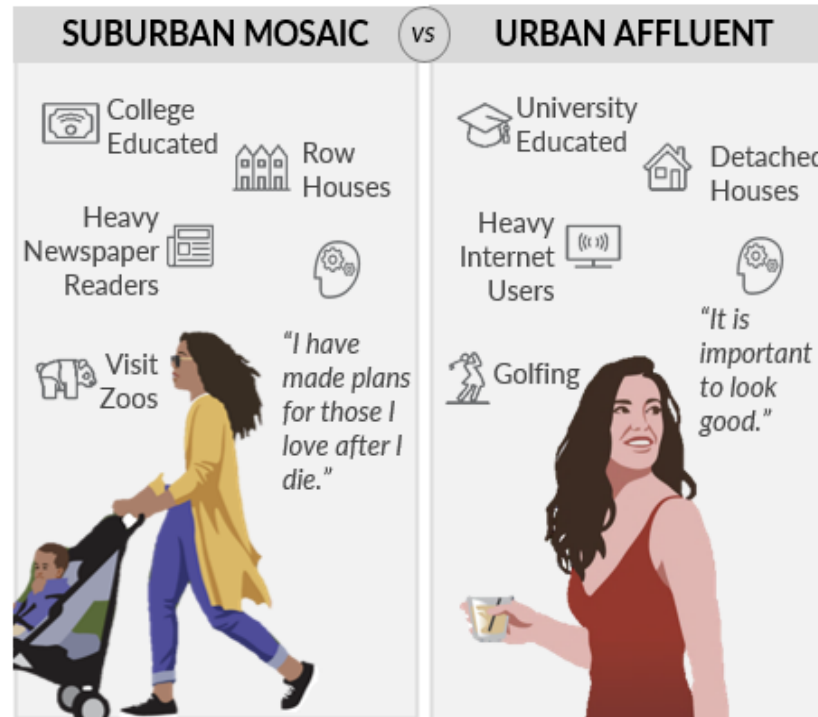 SUBURBAN MOSAIC
vs
URBAN AFFLUENT
College
Educated
Row
Houses
Heavy
Newspaper
Readers
Visit
Zoos
“I have
made plans
for those I
love after I
die.”
University
Educated
Detached
Houses
Heavy
Internet
Users
Golfing
“It is
important
to look
good.”